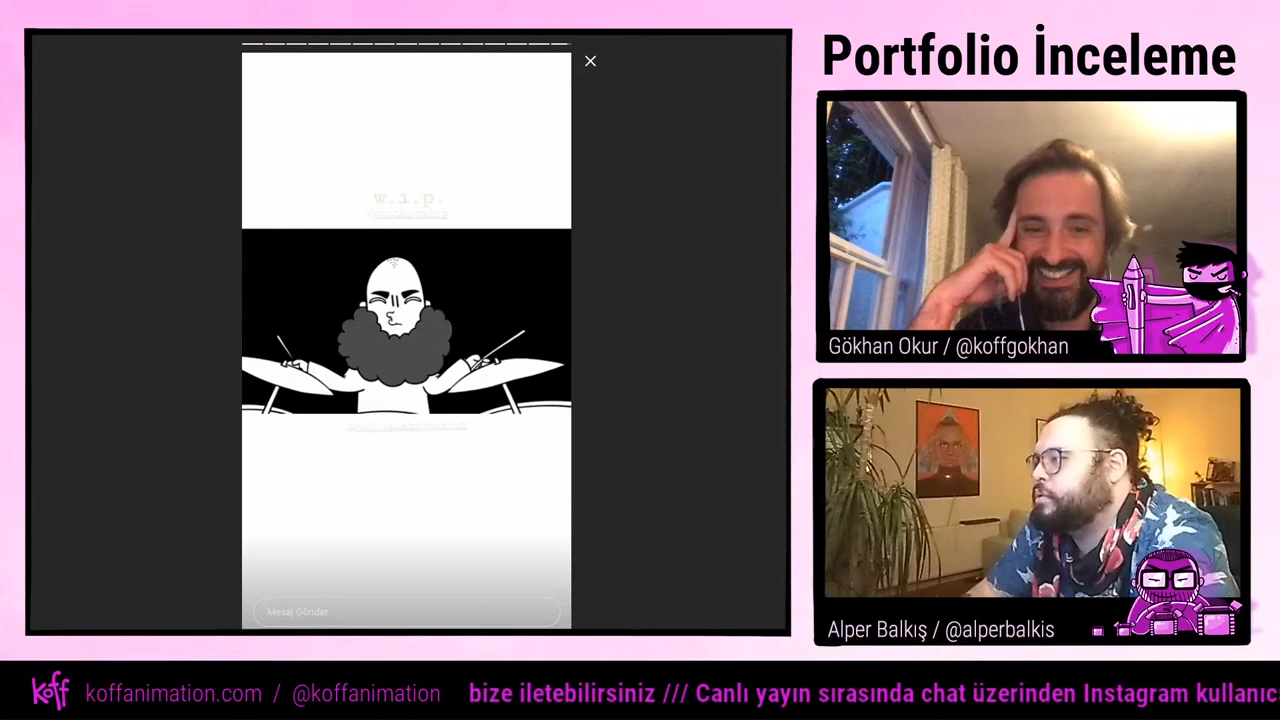 Portfolio İnceleme
w.i.p.
Gökhan Okur / @koffgokhan
Mesaj Gönder
Alper Balkış / @alperbalkis
koff koffanimation.com / @koffanimation bize iletebilirsiniz /// Canlı yayın sırasında chat üzerinden Instagram kullanıc